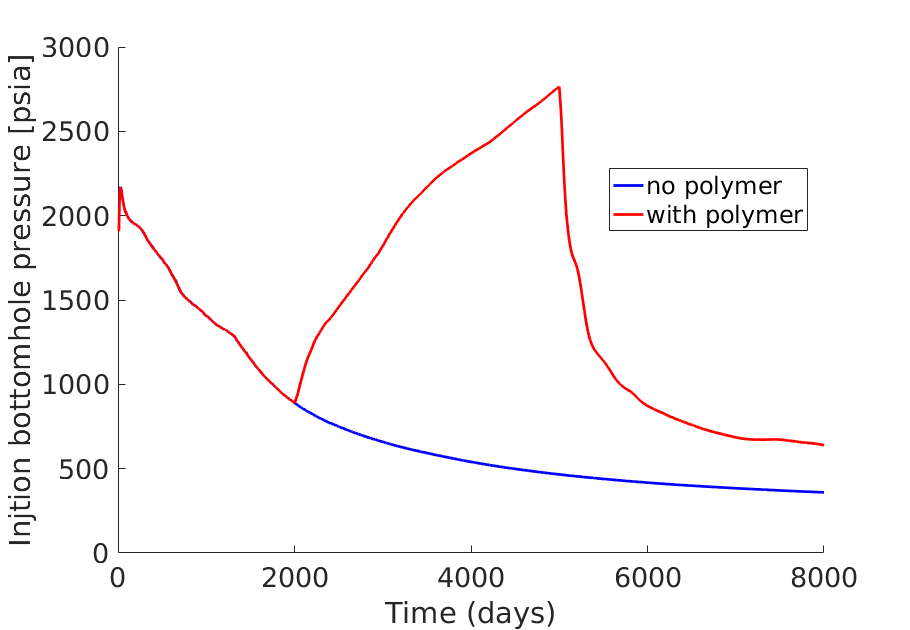 Injtion bottomhole pressure [psia]
3000
2500
2000
1500
1000
500
0
no polymer
with polymer
0 2000 4000 6000 8000
Time (days)